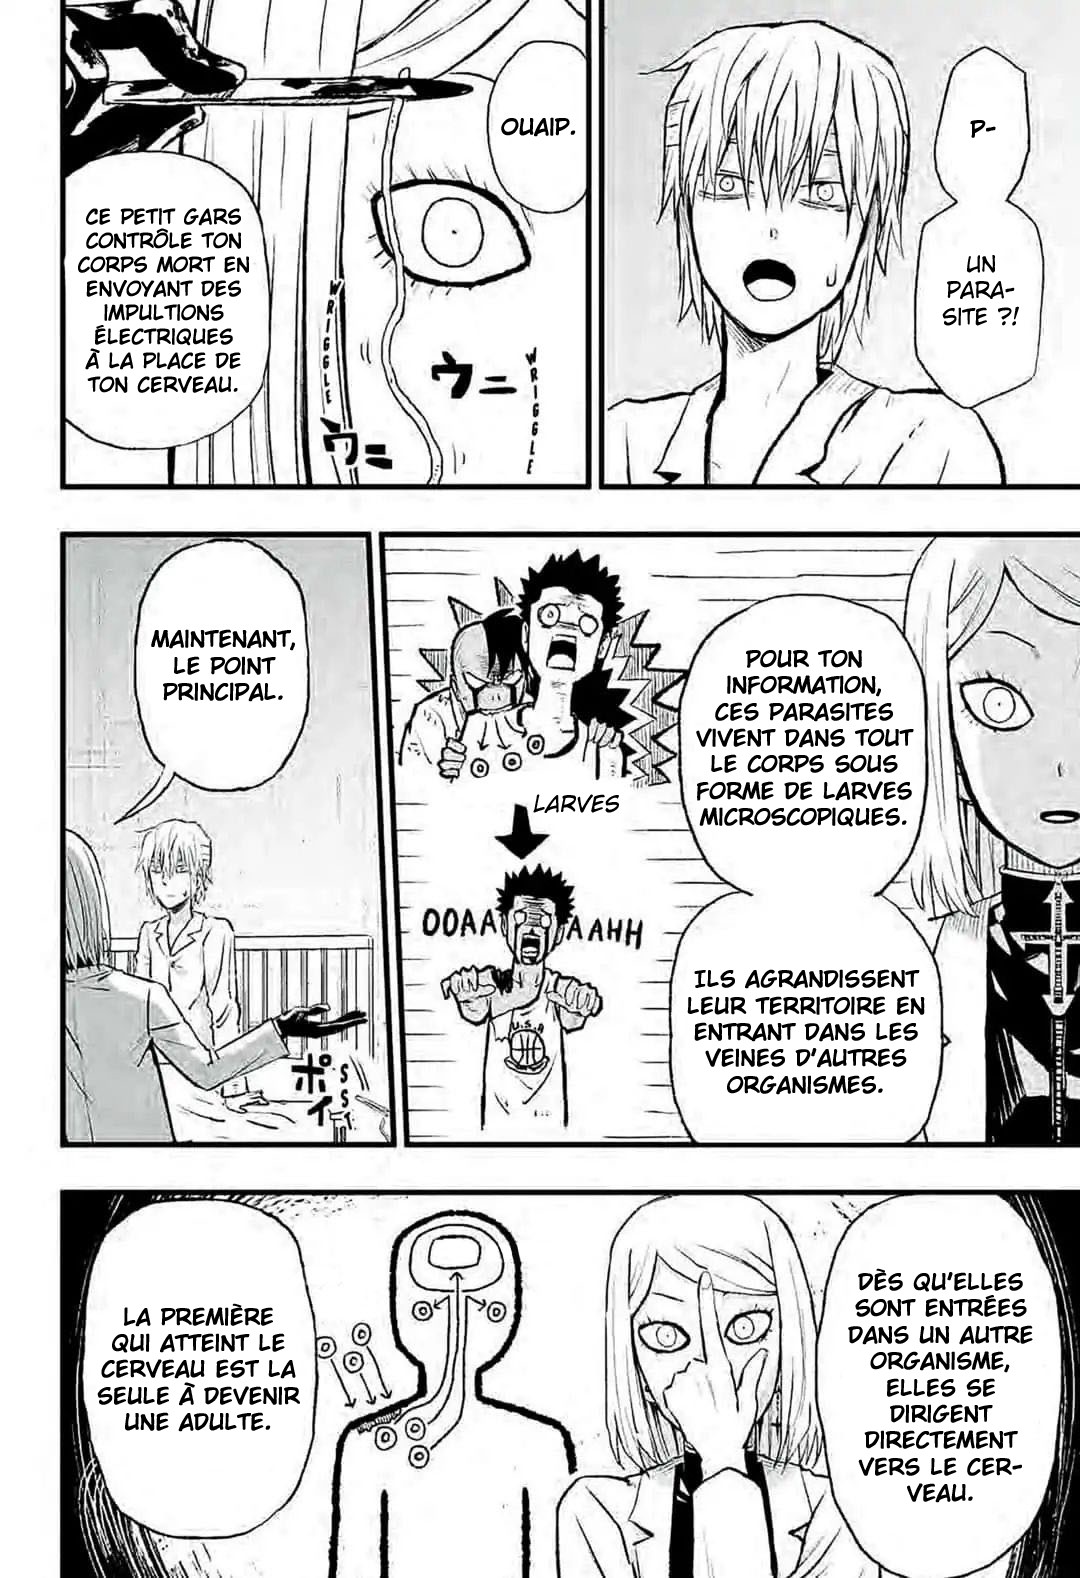 P-
UN
PARA-
SITE ?!
OUAIP.
CE PETIT GARS
CONTRÔLE TON
CORPS MORT EN
ENVOYANT DES
IMPULTIONS
ÉLECTRIQUES
À LA PLACE DE
TON CERVEAU.
WRIGGLE
ウニ
WRIGGLE
ウニ
POUR TON
INFORMATION,
CES PARASITES
VIVENT DANS TOUT
LE CORPS SOUS
FORME DE LARVES
MICROSCOPIQUES.
LARVES
OOAA AAHH
U.S.A
ILS AGRANDISSENT
LEUR TERRITOIRE EN
ENTRANT DANS LES
VEINES D'AUTRES
ORGANISMES.
MAINTENANT,
LE POINT
PRINCIPAL.
ポイ
DÈS QU'ELLES
SONT ENTRÉES
DANS UN AUTRE
ORGANISME,
ELLES SE
DIRIGENT
DIRECTEMENT
VERS LE CER-
VEAU.
LA PREMIÈRE
QUI ATTEINT LE
CERVEAU EST LA
SEULE À DEVENIR
UNE ADULTE.